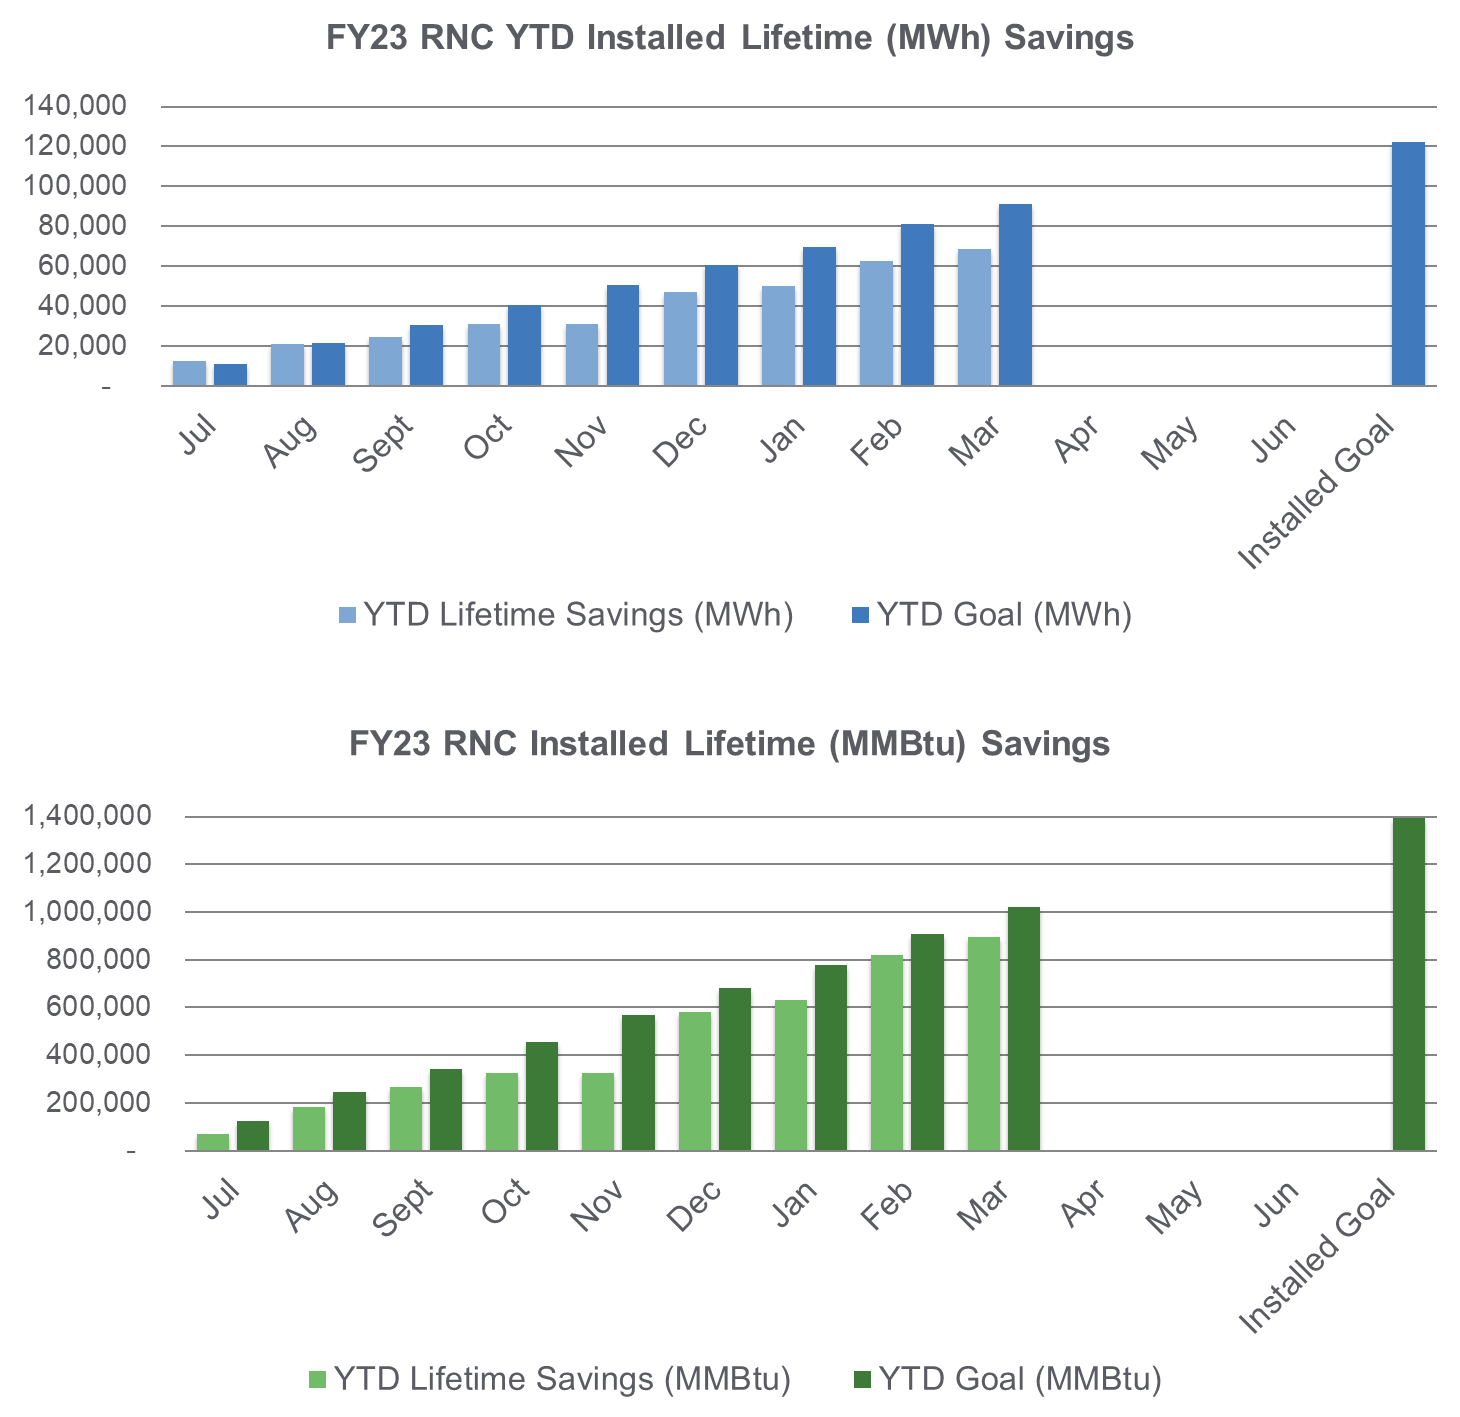 FY23 RNC YTD Installed Lifetime (MWh) Savings
140,000
120,000
100,000
80,000
60,000
40,000
20,000
-
Jul Aug Sept Oct Nov Dec Jan Feb Mar Apr May Jun Installed Goal
YTD Lifetime Savings (MWh) YTD Goal (MWh)
FY23 RNC Installed Lifetime (MMBtu) Savings
1,400,000
1,200,000
1,000,000
800,000
600,000
400,000
200,000
-
Jul Aug Sept Oct Nov Dec Jan Feb Mar Apr May Jun Installed Goal
YTD Lifetime Savings (MMBtu) YTD Goal (MMBtu)